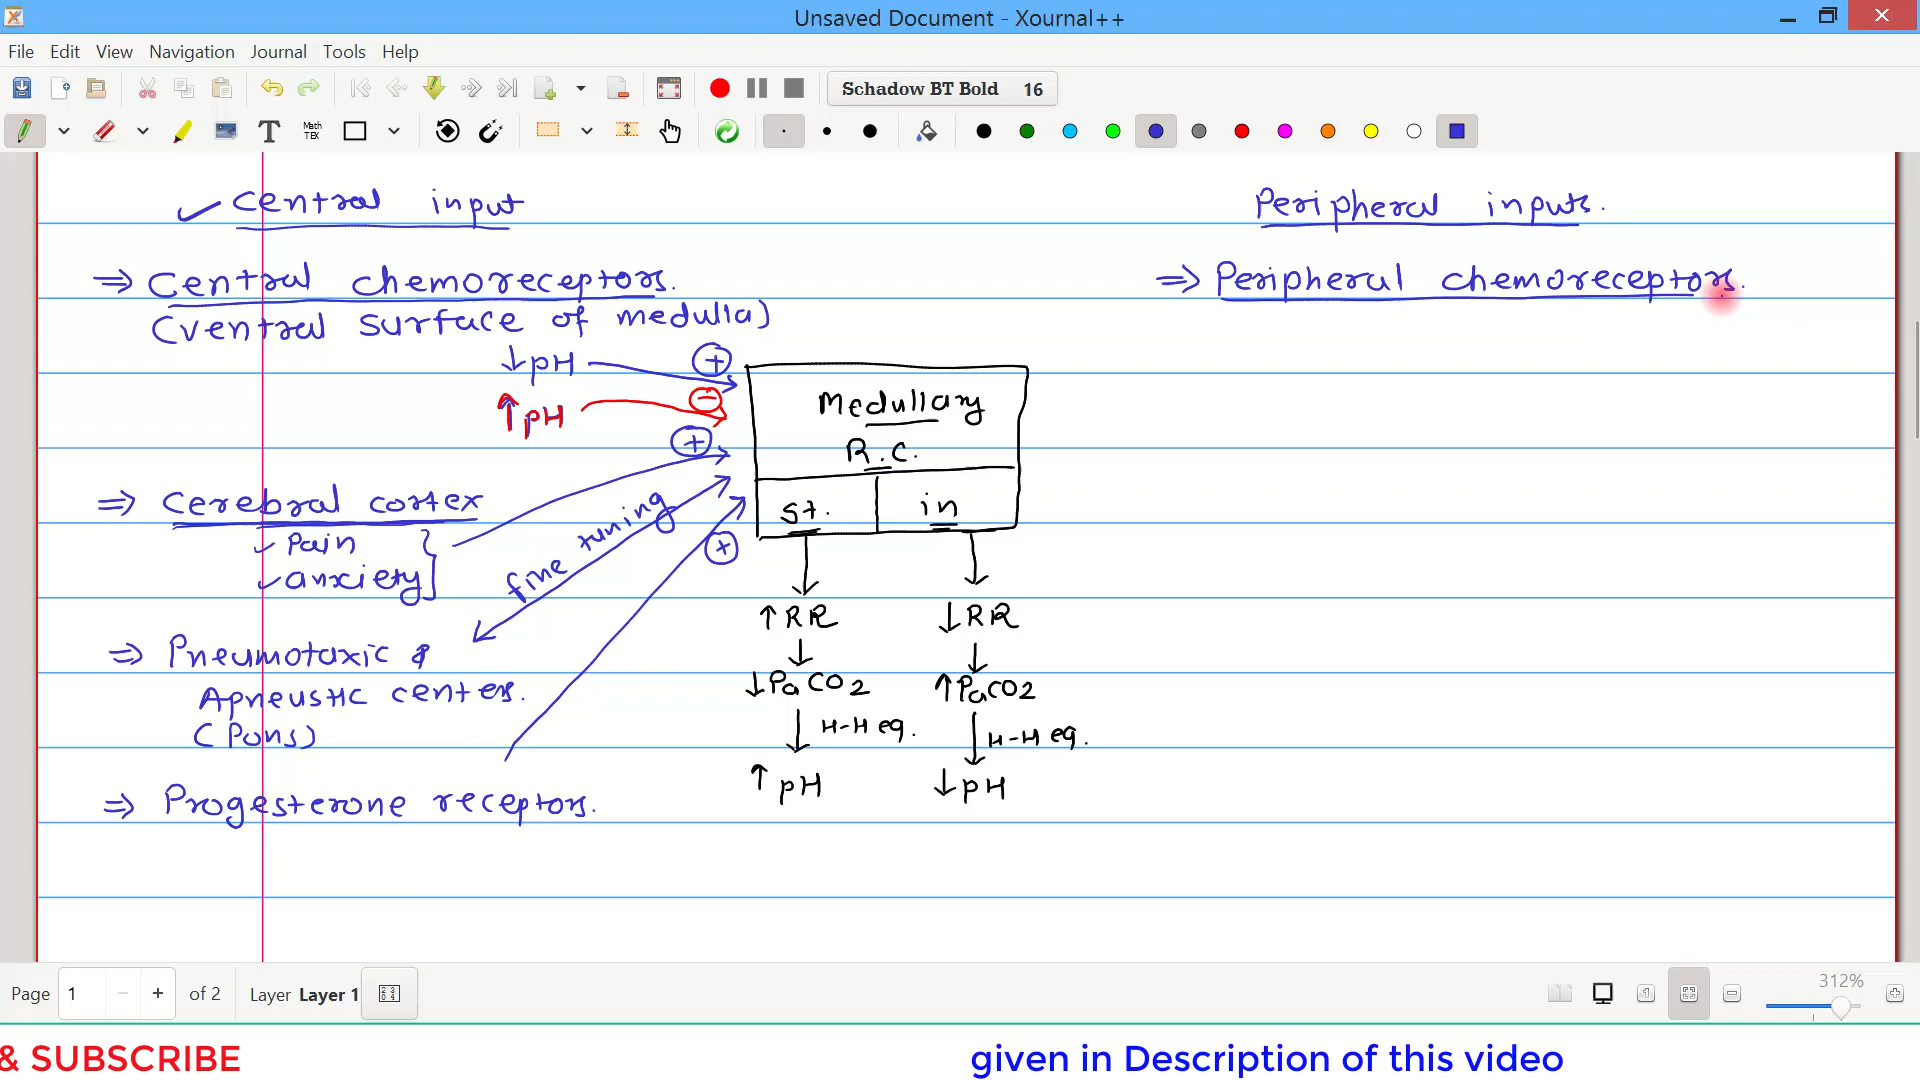 Unsaved Document - Xournal++
File Edit View Navigation Journal Tools Help
Schadow BT Bold 16
Math
TEX
✓ Central input
⇒ Central chemoreceptors.
(ventral surface of medulla)
↓pH ⊕
↑pH ⊖
⊕
⇒ Cerebral cortex
✓ Pain
✓ anxiety
fine tuning
⊕
⇒ Pneumotaxic &
Apneustic centers.
(Pons)
⇒ Progesterone receptors.
Medullary
R.C.
st. in
↑RR ↓RR
↓PaCO2 ↑PaCO2
H-H eq. H-H eq.
↑pH ↓pH
Peripheral inputs.
⇒ Peripheral chemoreceptors.
Page 1 of 2 Layer Layer 1
312%
& SUBSCRIBE
given in Description of this video